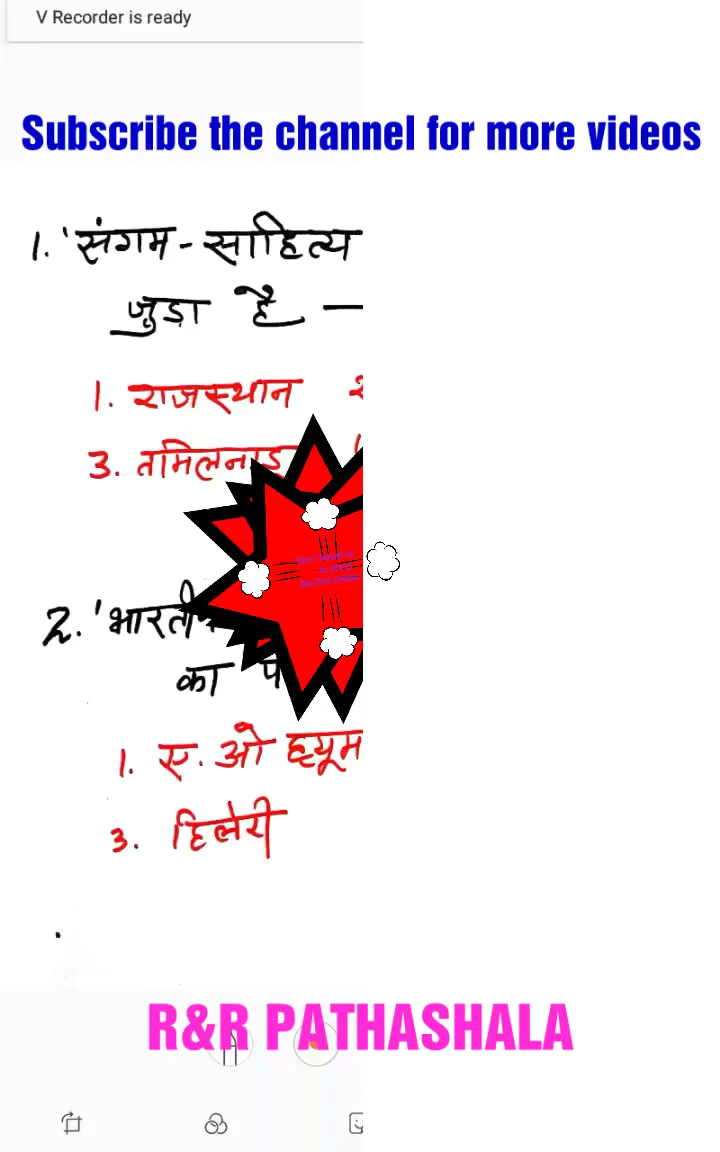 V Recorder is ready
Subscribe the channel for more videos
1. 'संगम - साहित्य
जुड़ा है —
1. राजस्थान
3. तमिलनाडु
2. 'भारतीय
का
1. ए. ओ ह्यूम
3. हिलेरी
R&R PATHASHALA